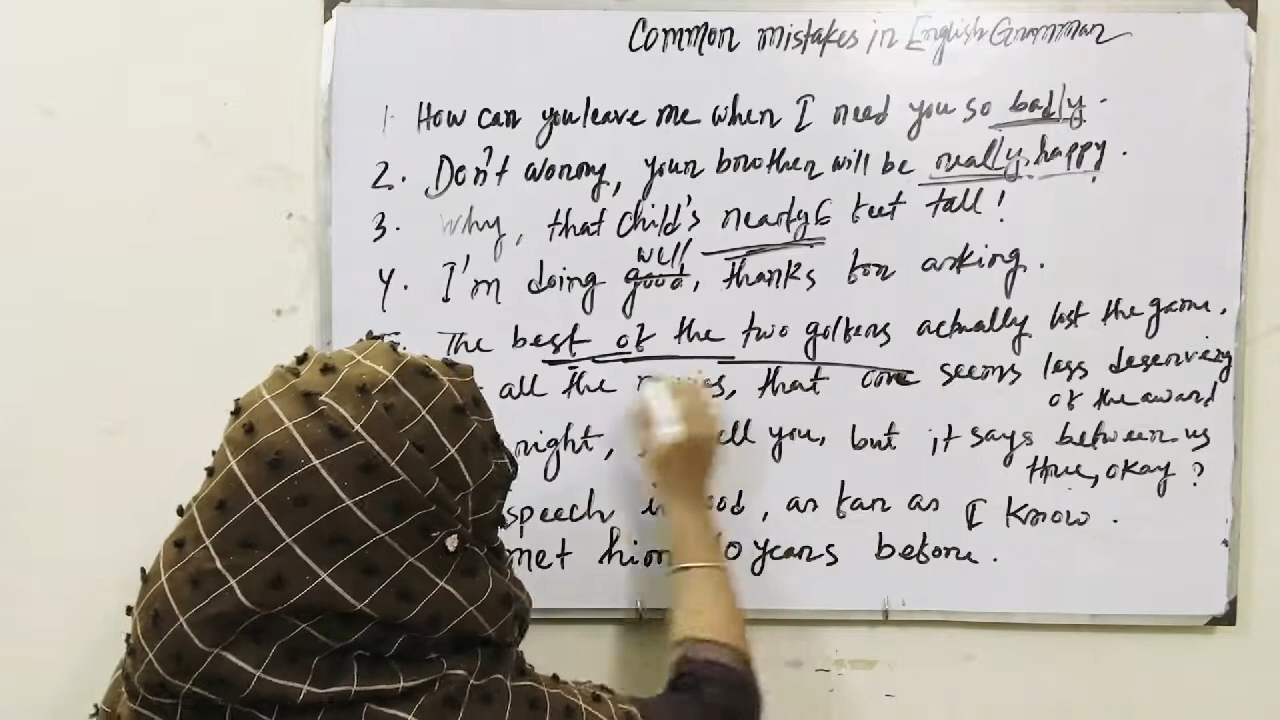 Common mistakes in English Grammar
1. How can you leave me when I need you so badly.
2. Don't worry, your brother will be really happy.
3. Why, that child's nearly 6 feet tall!
well
4. I'm doing good, thanks for asking.
The best of the two golfers actually lost the game.
all the that one seems less deserving
of the award
right, you, but it says between us
three, okay?
speech as far as I know.
met him years before.